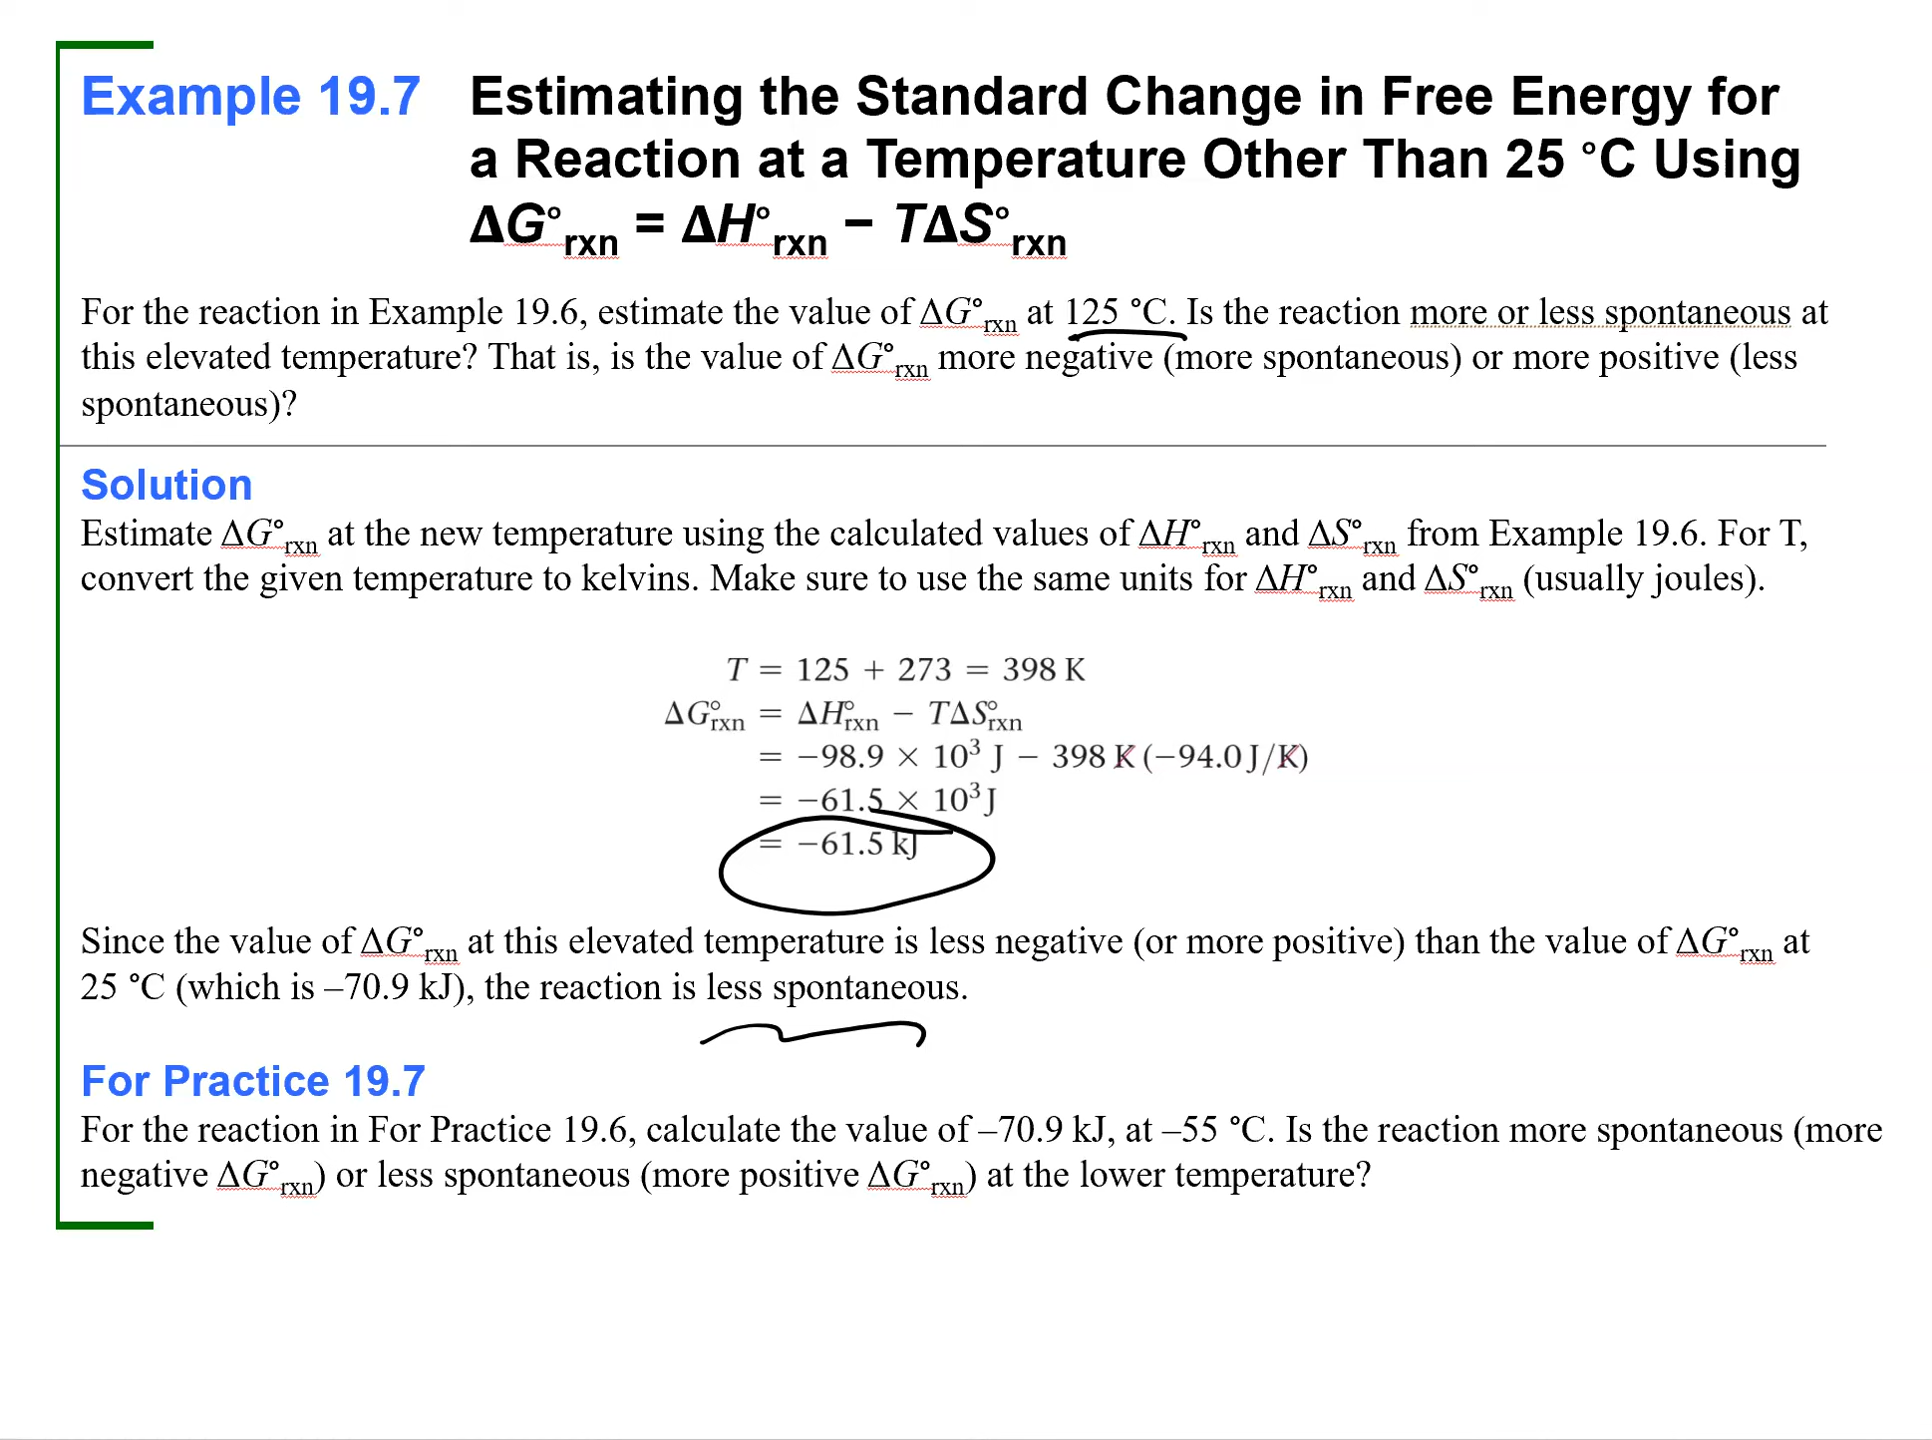 Example 19.7 Estimating the Standard Change in Free Energy for
a Reaction at a Temperature Other Than 25 °C Using
ΔG°rxn = ΔH°rxn − TΔS°rxn
For the reaction in Example 19.6, estimate the value of ΔG°rxn at 125 °C. Is the reaction more or less spontaneous at
this elevated temperature? That is, is the value of ΔG°rxn more negative (more spontaneous) or more positive (less
spontaneous)?
Solution
Estimate ΔG°rxn at the new temperature using the calculated values of ΔH°rxn and ΔS°rxn from Example 19.6. For T,
convert the given temperature to kelvins. Make sure to use the same units for ΔH°rxn and ΔS°rxn (usually joules).
T = 125 + 273 = 398 K
ΔG°rxn = ΔH°rxn − TΔS°rxn
= −98.9 × 10³ J − 398 K (−94.0 J/K)
= −61.5 × 10³ J
= −61.5 kJ
Since the value of ΔG°rxn at this elevated temperature is less negative (or more positive) than the value of ΔG°rxn at
25 °C (which is –70.9 kJ), the reaction is less spontaneous.
For Practice 19.7
For the reaction in For Practice 19.6, calculate the value of –70.9 kJ, at –55 °C. Is the reaction more spontaneous (more
negative ΔG°rxn) or less spontaneous (more positive ΔG°rxn) at the lower temperature?